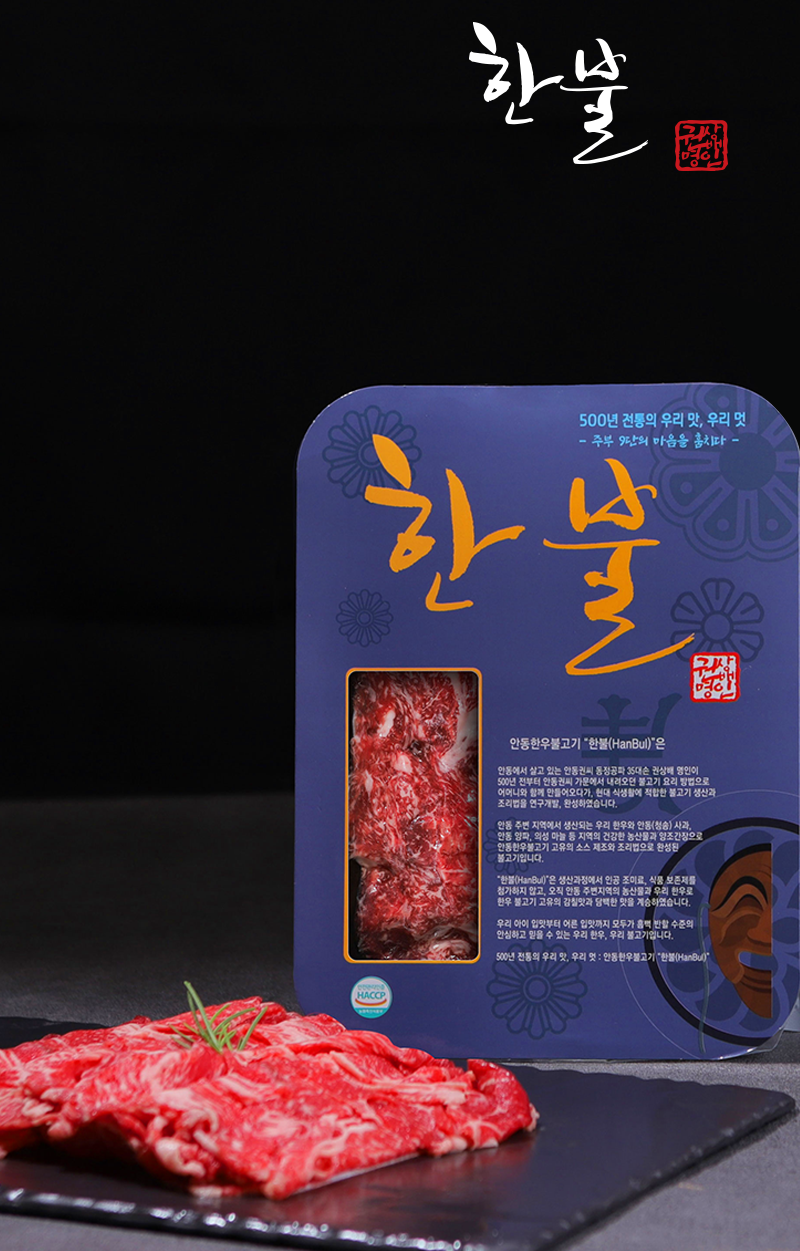 한불
권상배
명인
500년 전통의 우리 맛, 우리 멋
- 주부 9단의 마음을 훔치다 -
한불
권상배
명인
안동한우불고기 "한불(HanBul)"은
안동에서 살고 있는 안동권씨 동정공파 35대손 권상배 명인이
500년 전부터 안동권씨 가문에서 내려오던 불고기 요리 방법으로
어머니와 함께 만들어오다가, 현대 식생활에 적합한 불고기 생산과
조리법을 연구개발, 완성하였습니다.
안동 주변 지역에서 생산되는 우리 한우와 안동(청송) 사과,
안동 양파, 의성 마늘 등 지역의 건강한 농산물과 양조간장으로
안동한우불고기 고유의 소스 제조와 조리법으로 완성된
불고기입니다.
"한불(HanBul)"은 생산과정에서 인공 조미료, 식품 보존제를
첨가하지 않고, 오직 안동 주변지역의 농산물과 우리 한우로
한우 불고기 고유의 감칠맛과 담백한 맛을 계승하였습니다.
우리 아이 입맛부터 어른 입맛까지 모두가 흠뻑 반할 수준의
안심하고 믿을 수 있는 우리 한우, 우리 불고기입니다.
500년 전통의 우리 맛, 우리 멋 : 안동한우불고기 "한불(HanBul)"
HACCP